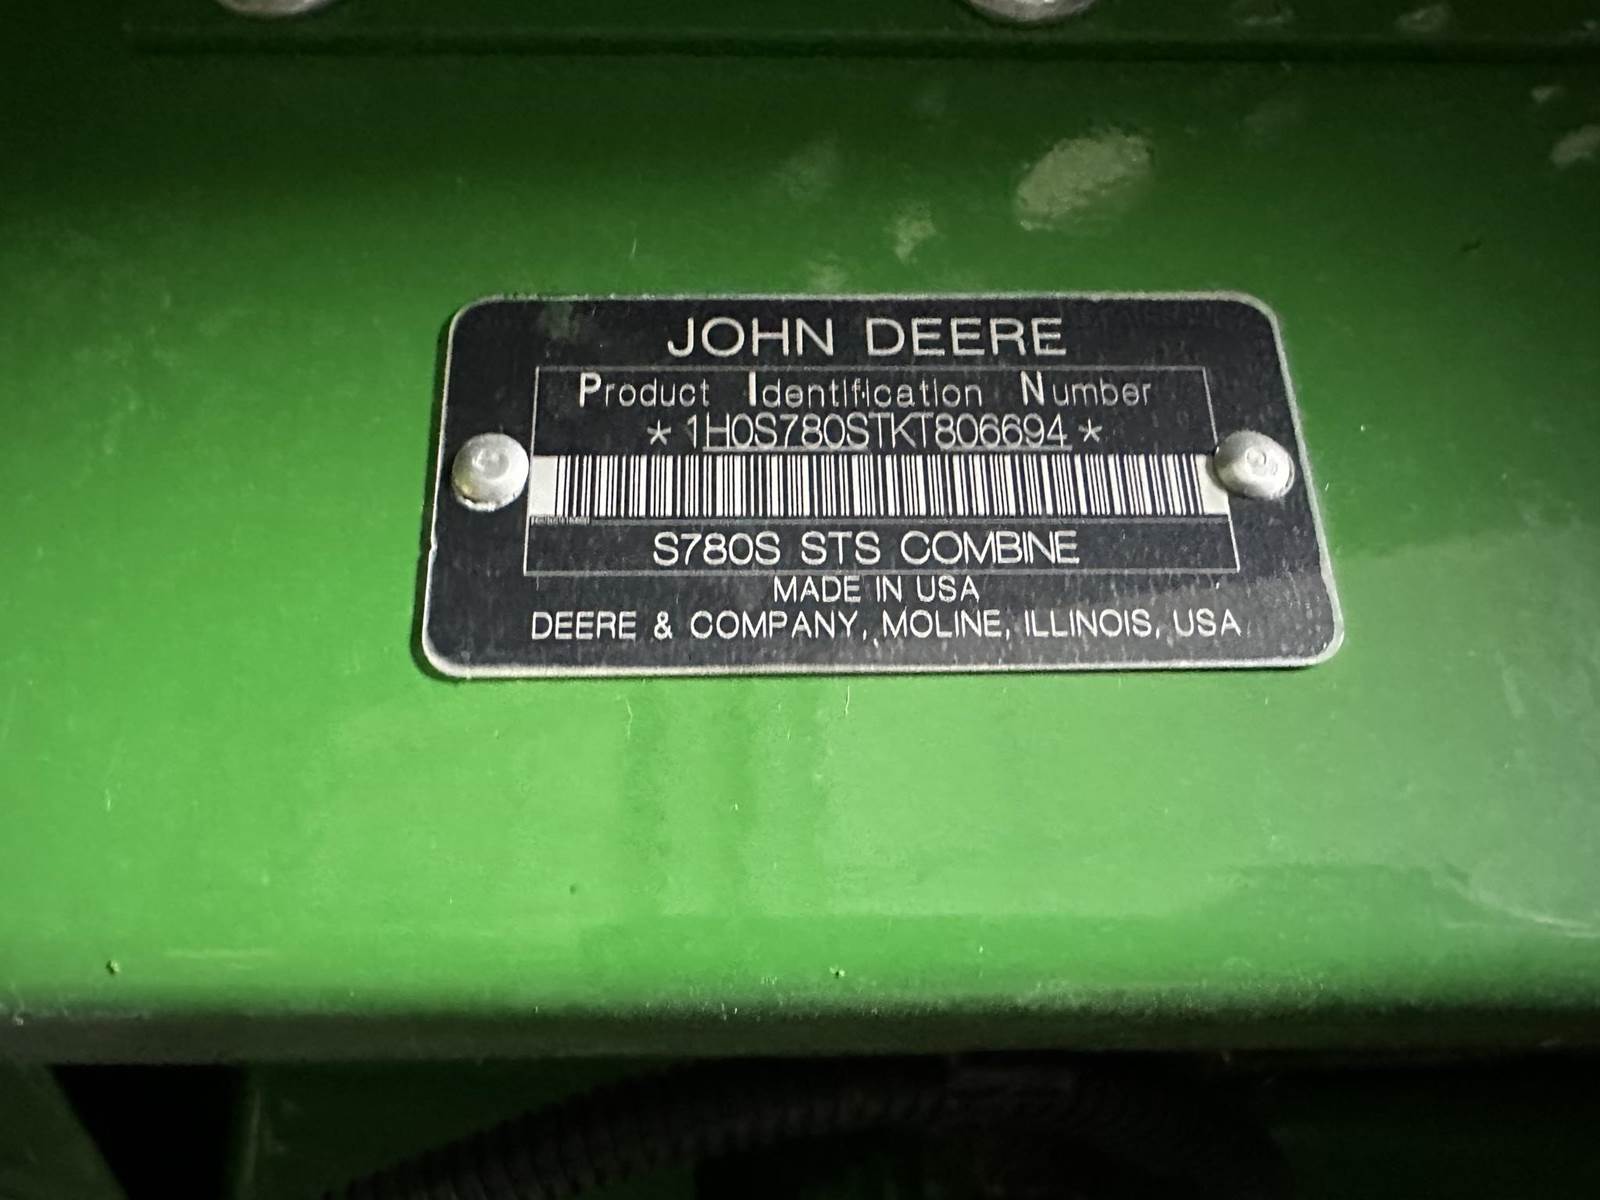 JOHN DEERE
Product Identification Number
*1H0S780STKT806694*
S780S STS COMBINE
MADE IN USA
DEERE & COMPANY, MOLINE, ILLINOIS, USA